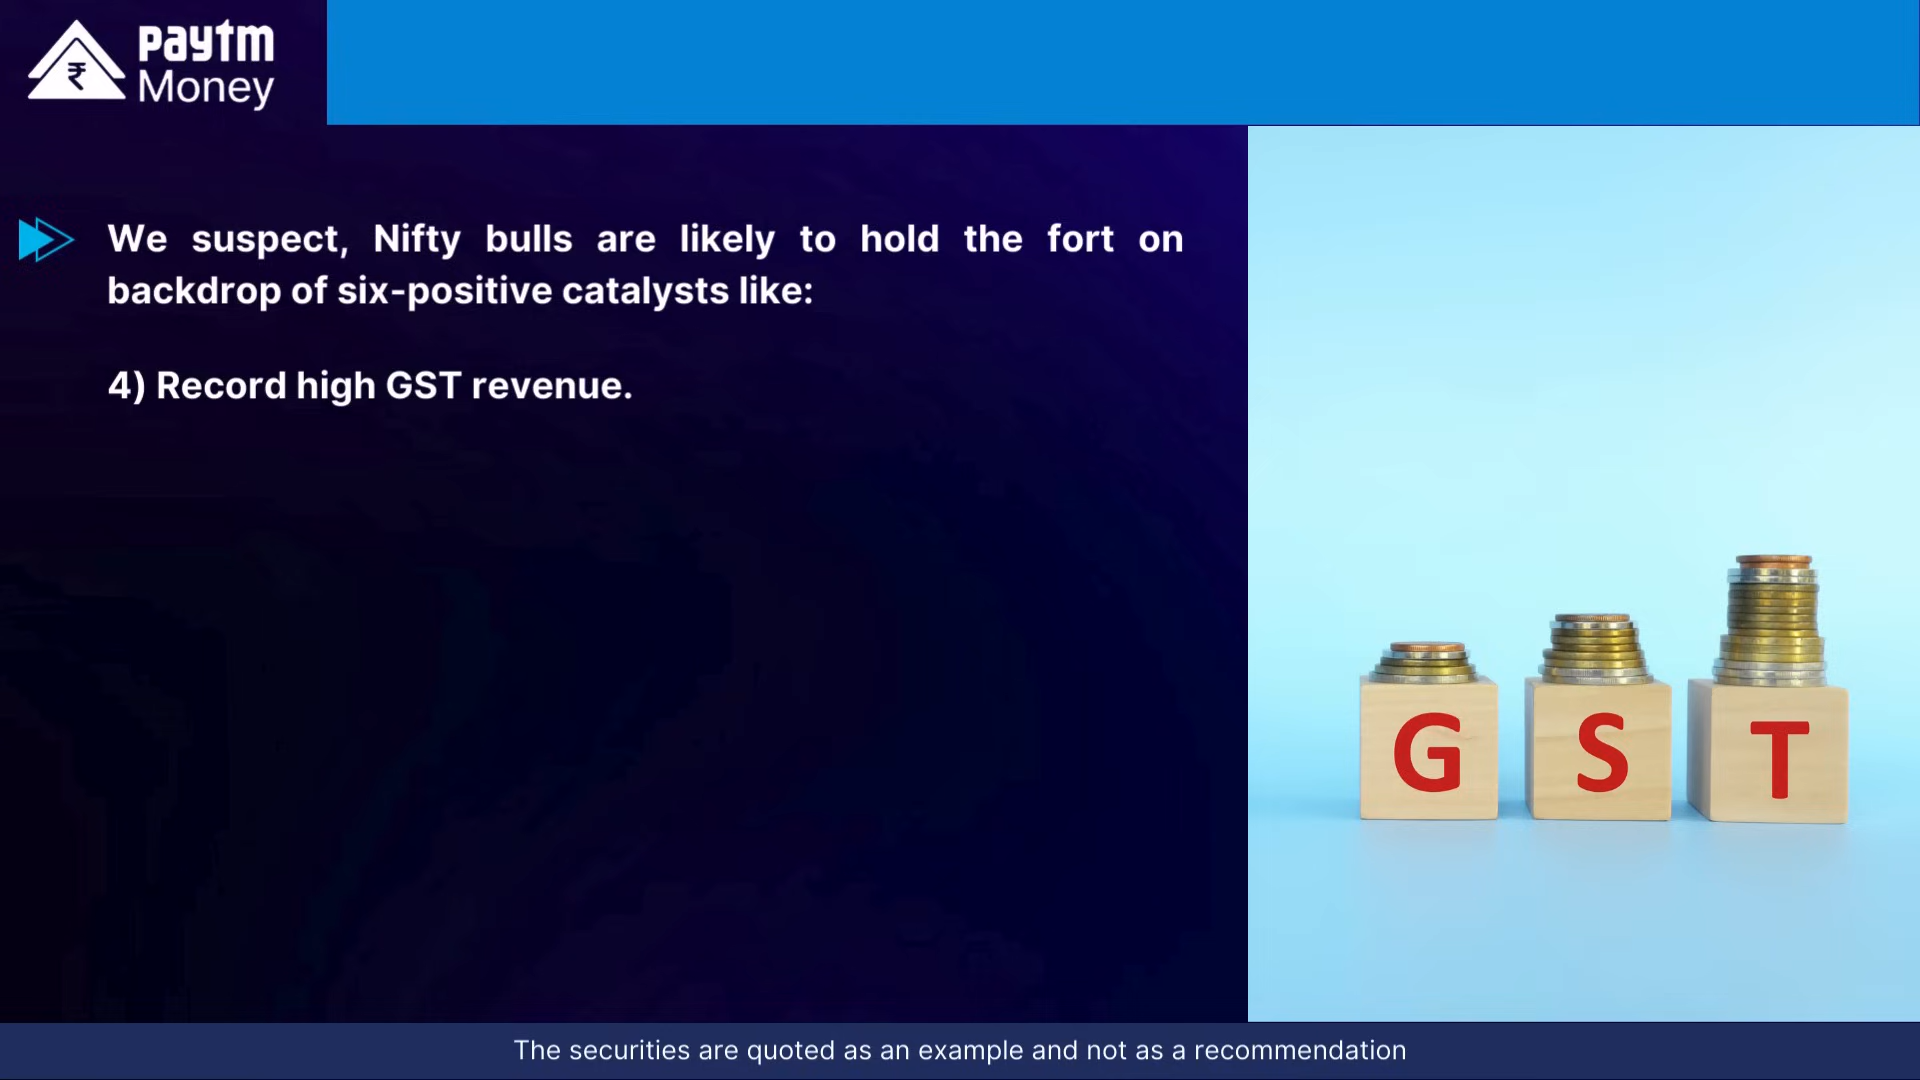 ₹
paytm
Money
We suspect, Nifty bulls are likely to hold the fort on
backdrop of six-positive catalysts like:
4) Record high GST revenue.
G S T
The securities are quoted as an example and not as a recommendation